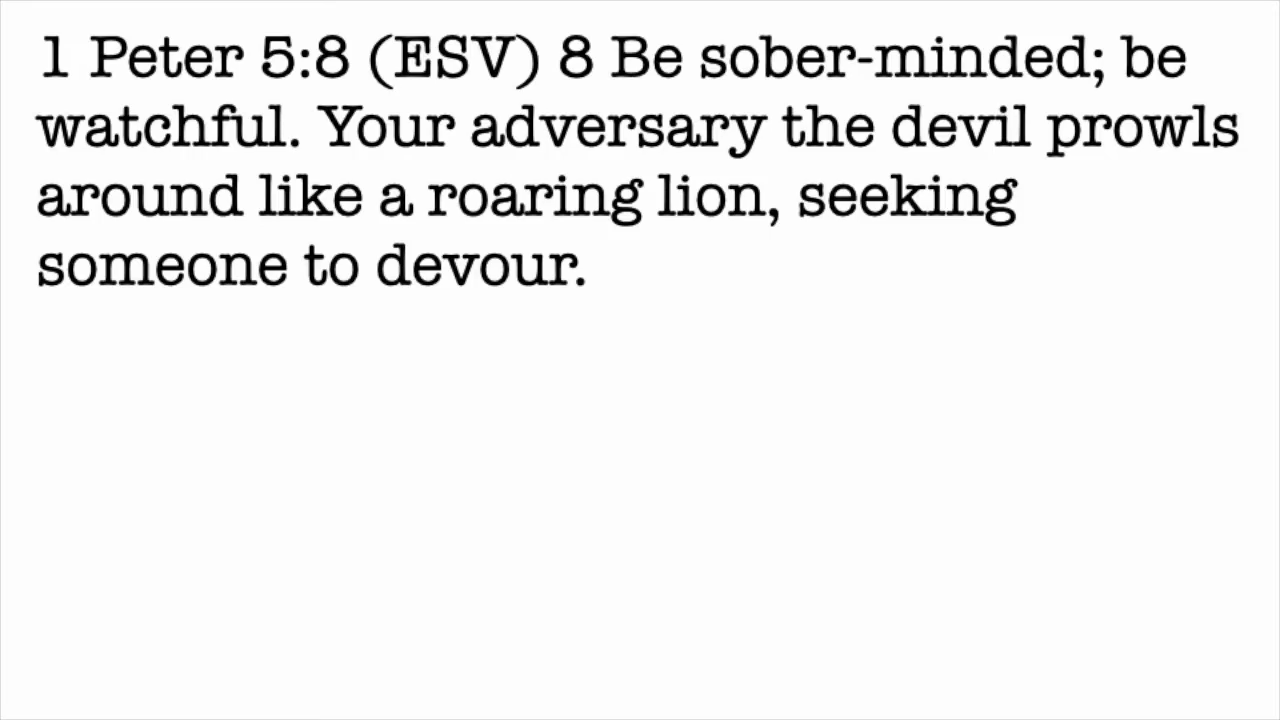 1 Peter 5:8 (ESV) 8 Be sober-minded; be
watchful. Your adversary the devil prowls
around like a roaring lion, seeking
someone to devour.